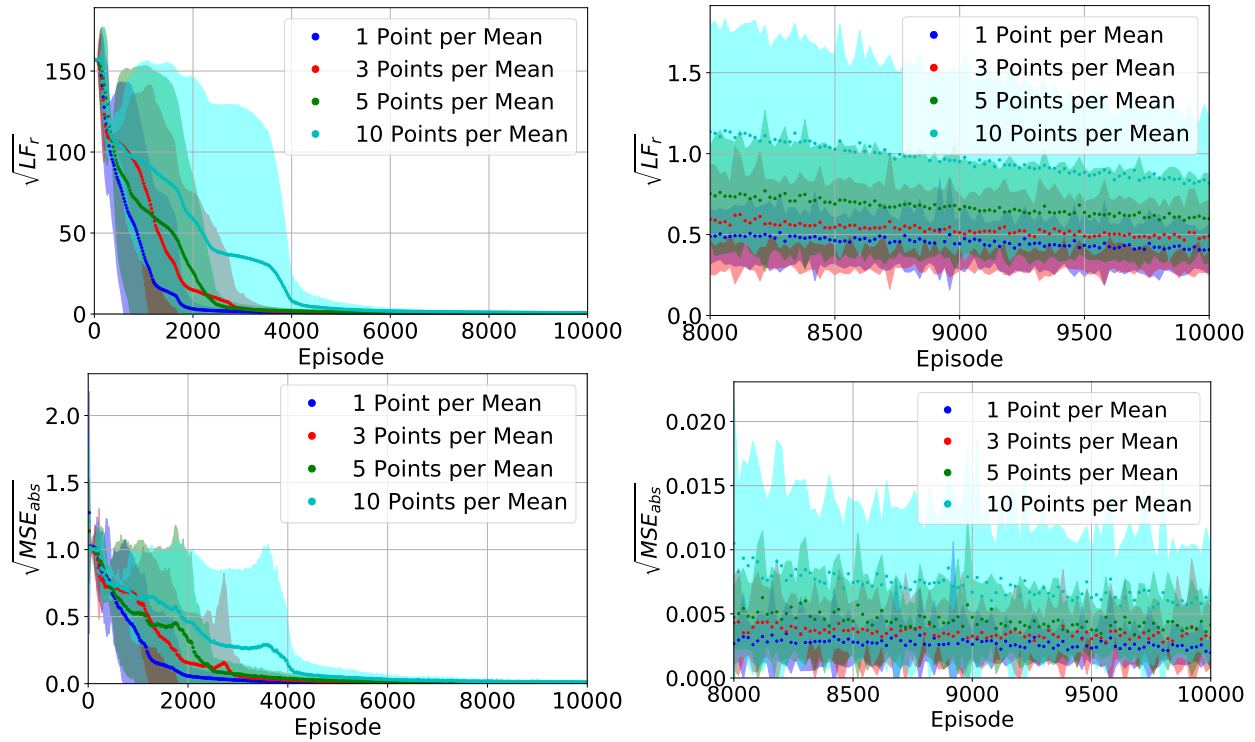 √LF_r
150
100
50
0
0 2000 4000 6000 8000 10000
Episode
1 Point per Mean
3 Points per Mean
5 Points per Mean
10 Points per Mean
√LF_r
1.5
1.0
0.5
0.0
8000 8500 9000 9500 10000
Episode
1 Point per Mean
3 Points per Mean
5 Points per Mean
10 Points per Mean
√MSE_abs
2.0
1.5
1.0
0.5
0.0
0 2000 4000 6000 8000 10000
Episode
1 Point per Mean
3 Points per Mean
5 Points per Mean
10 Points per Mean
√MSE_abs
0.020
0.015
0.010
0.005
0.000
8000 8500 9000 9500 10000
Episode
1 Point per Mean
3 Points per Mean
5 Points per Mean
10 Points per Mean